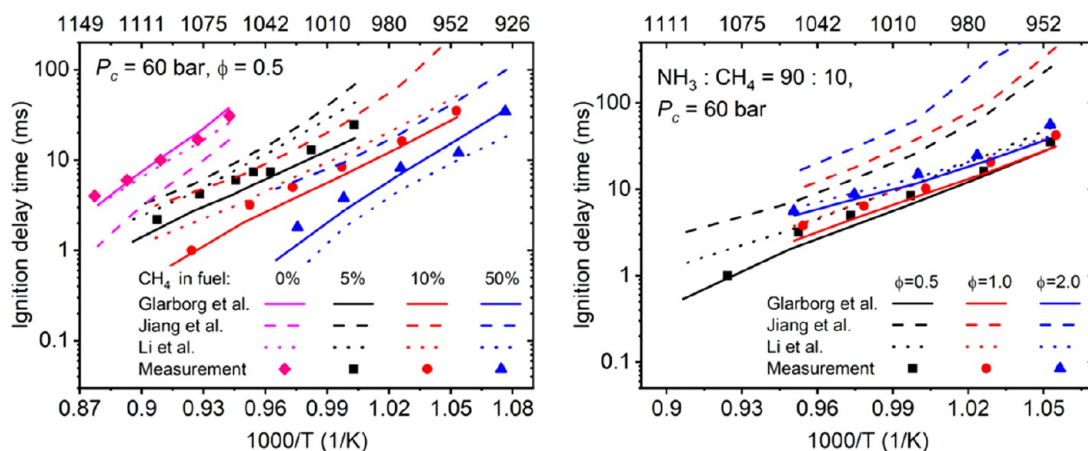 1149 1111 1075 1042 1010 980 952 926
P_c = 60 bar, ϕ = 0.5
100
10
1
0.1
Ignition delay time (ms)
CH₄ in fuel: 0% 5% 10% 50%
Glarborg et al.
Jiang et al.
Li et al.
Measurement
0.87 0.9 0.93 0.96 0.99 1.02 1.05 1.08
1000/T (1/K)
1111 1075 1042 1010 980 952
NH₃ : CH₄ = 90 : 10,
P_c = 60 bar
100
10
1
0.1
Ignition delay time (ms)
ϕ=0.5 ϕ=1.0 ϕ=2.0
Glarborg et al.
Jiang et al.
Li et al.
Measurement
0.9 0.93 0.96 0.99 1.02 1.05
1000/T (1/K)